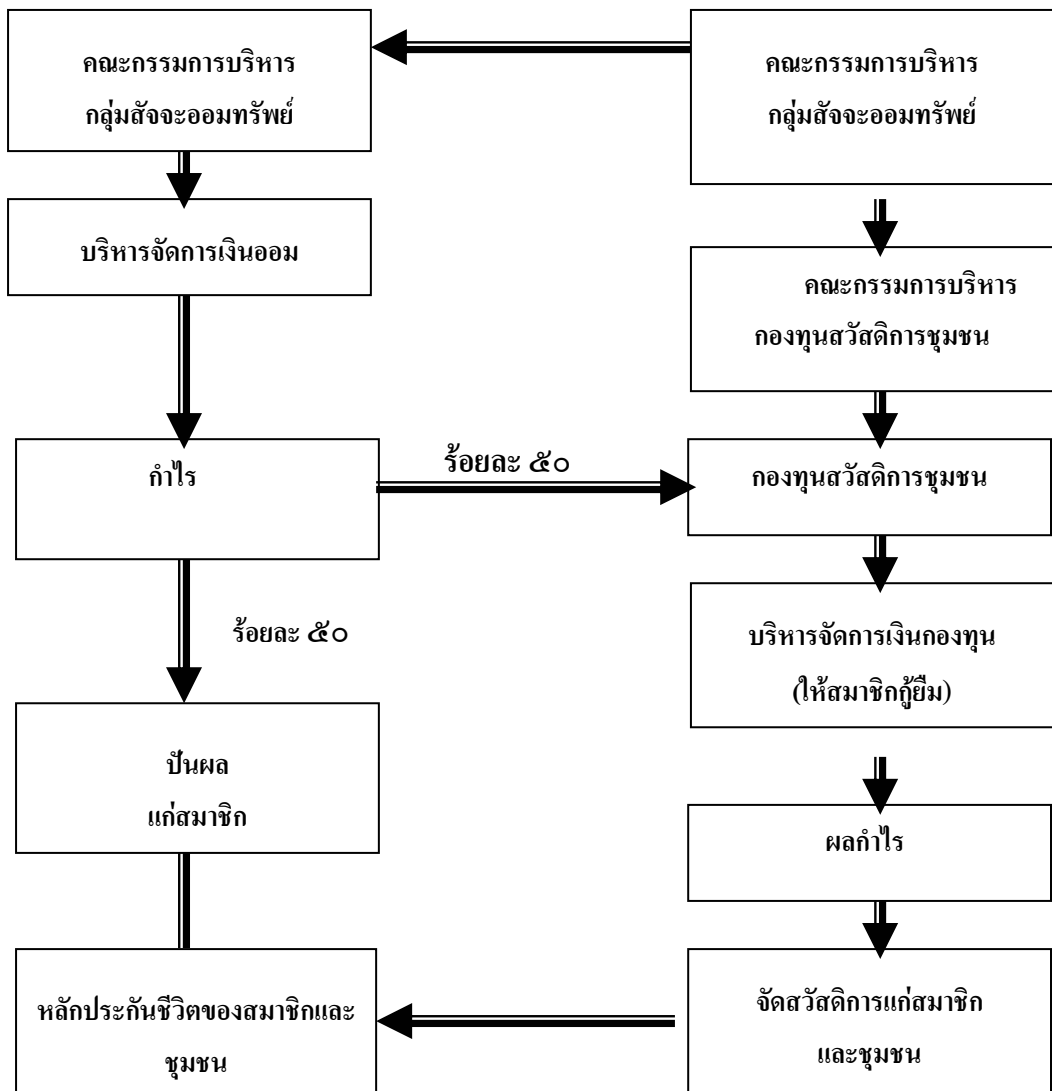 คณะกรรมการบริหาร
กลุ่มสัจจะออมทรัพย์
คณะกรรมการบริหาร
กลุ่มสัจจะออมทรัพย์
บริหารจัดการเงินออม
คณะกรรมการบริหาร
กองทุนสวัสดิการชุมชน
กำไร
ร้อยละ ๕๐
กองทุนสวัสดิการชุมชน
ร้อยละ ๕๐
บริหารจัดการเงินกองทุน
(ให้สมาชิกกู้ยืม)
ปันผล
แก่สมาชิก
ผลกำไร
หลักประกันชีวิตของสมาชิกและ
ชุมชน
จัดสวัสดิการแก่สมาชิก
และชุมชน